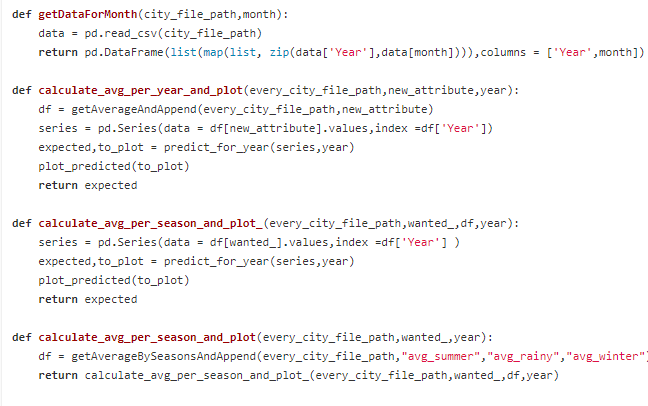 def getDataForMonth(city_file_path,month):
    data = pd.read_csv(city_file_path)
    return pd.DataFrame(list(map(list, zip(data['Year'],data[month]))),columns = ['Year',month])
def calculate_avg_per_year_and_plot(every_city_file_path,new_attribute,year):
    df = getAverageAndAppend(every_city_file_path,new_attribute)
    series = pd.Series(data = df[new_attribute].values,index =df['Year'])
    expected,to_plot = predict_for_year(series,year)
    plot_predicted(to_plot)
    return expected
def calculate_avg_per_season_and_plot_(every_city_file_path,wanted_,df,year):
    series = pd.Series(data = df[wanted_].values,index =df['Year'] )
    expected,to_plot = predict_for_year(series,year)
    plot_predicted(to_plot)
    return expected
def calculate_avg_per_season_and_plot(every_city_file_path,wanted_,year):
    df = getAverageBySeasonsAndAppend(every_city_file_path,"avg_summer","avg_rainy","avg_winter")
    return calculate_avg_per_season_and_plot_(every_city_file_path,wanted_,df,year)